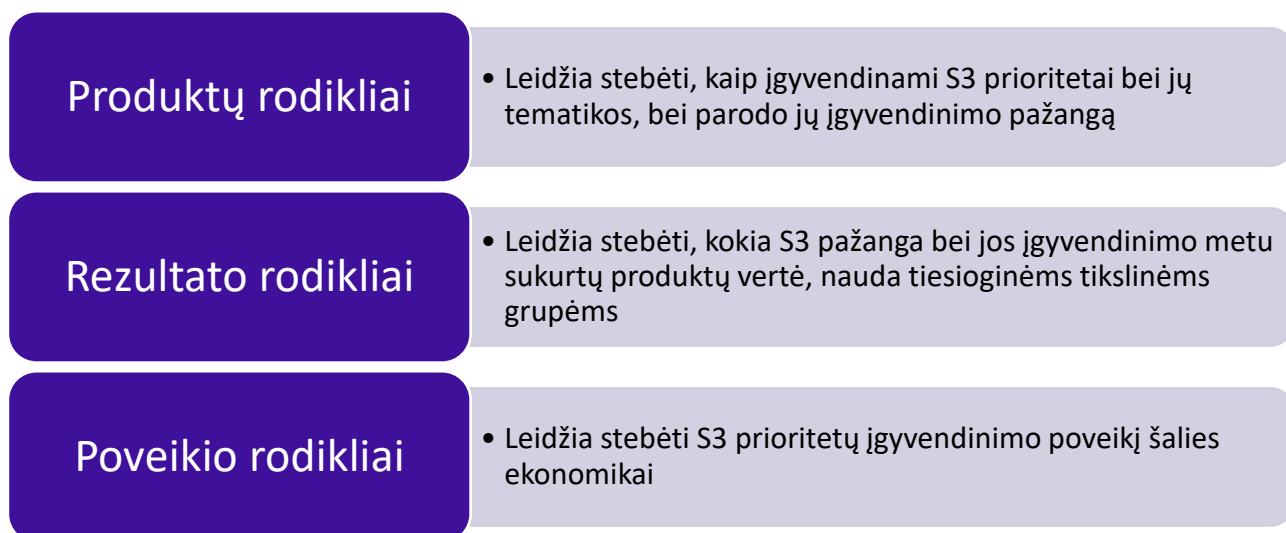 Produktų rodikliai
• Leidžia stebėti, kaip įgyvendinami S3 prioritetai bei jų
tematikos, bei parodo jų įgyvendinimo pažangą
Rezultato rodikliai
• Leidžia stebėti, kokia S3 pažanga bei jos įgyvendinimo metu
sukurtų produktų vertė, nauda tiesioginėms tikslinėms
grupėms
Poveikio rodikliai
• Leidžia stebėti S3 prioritetų įgyvendinimo poveikį šalies
ekonomikai